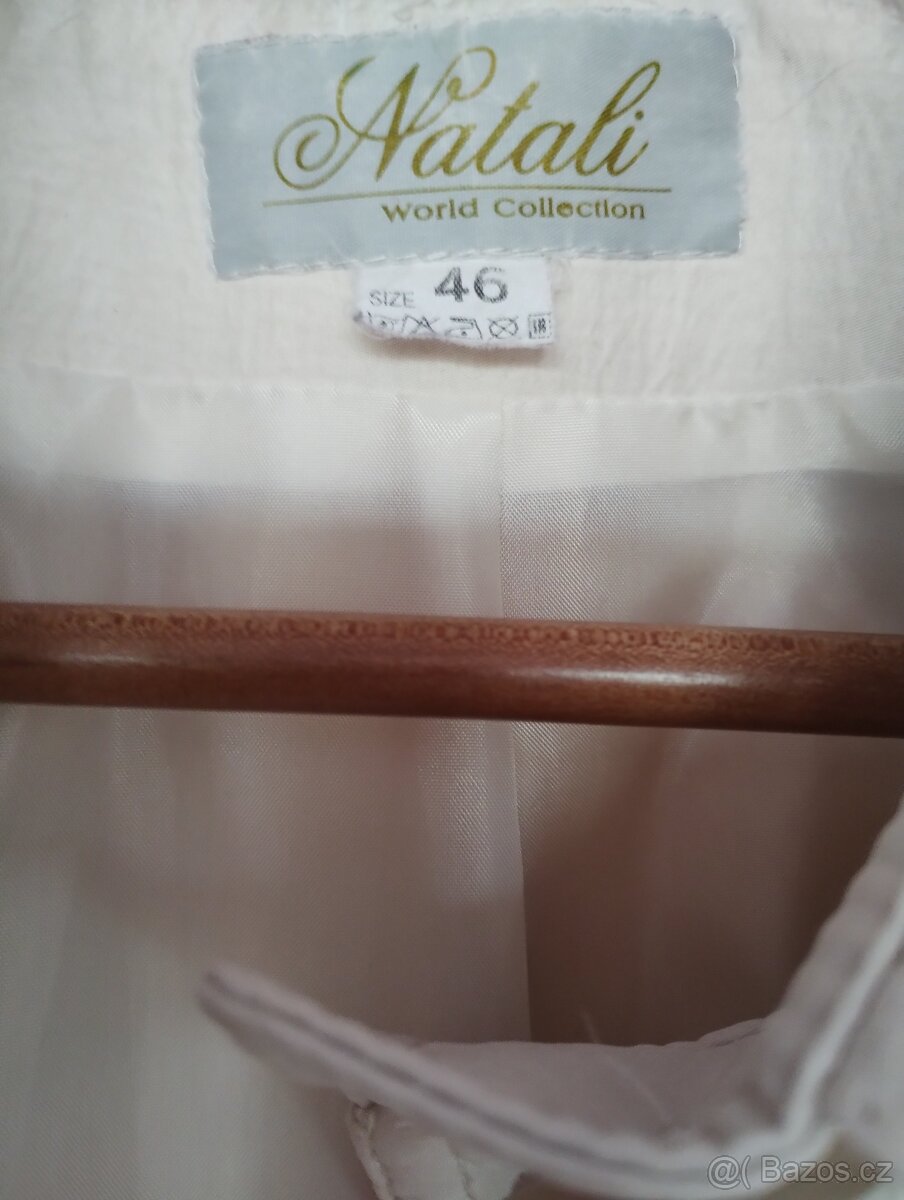 Natali
World Collection
SIZE 46
@( Bazos.cz